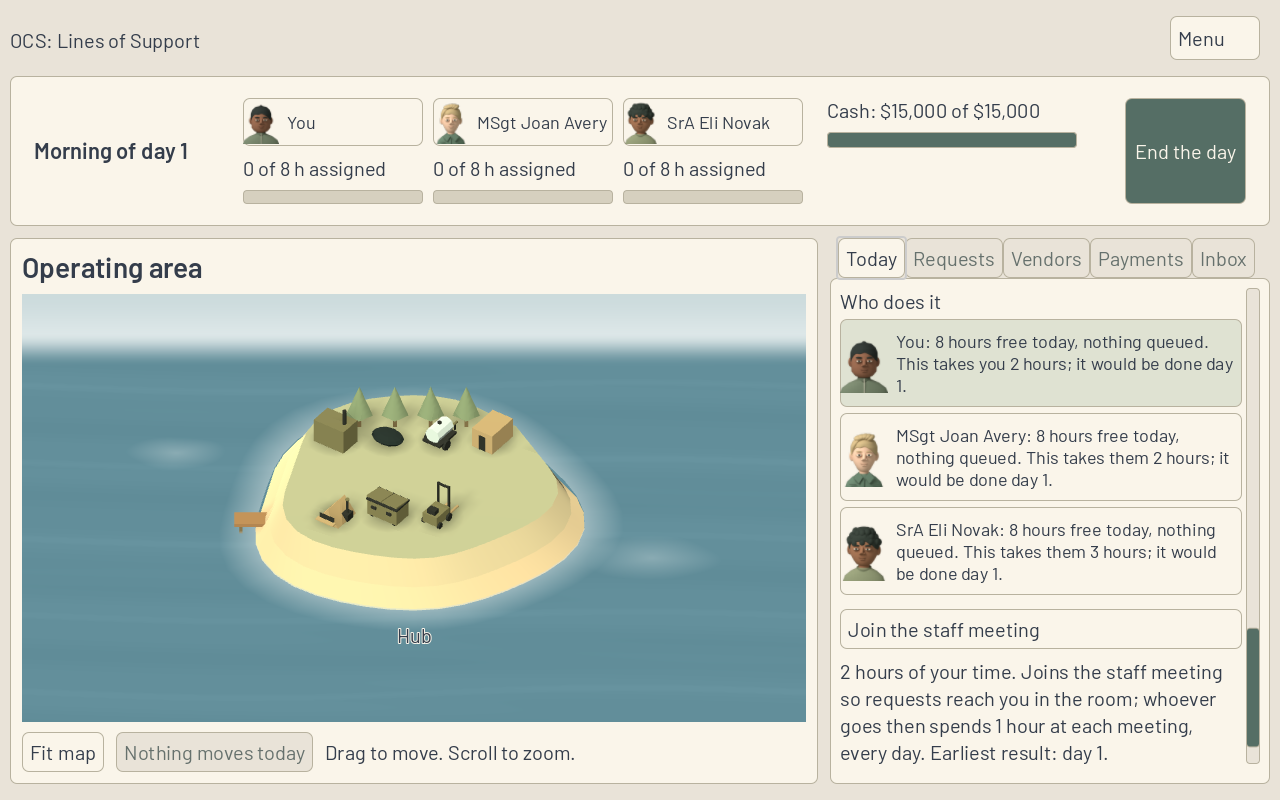 OCS: Lines of Support
Menu
Morning of day 1
You
MSgt Joan Avery
SrA Eli Novak
0 of 8 h assigned
0 of 8 h assigned
0 of 8 h assigned
Cash: $15,000 of $15,000
End the day
Operating area
Hub
Fit map
Nothing moves today
Drag to move. Scroll to zoom.
Today
Requests
Vendors
Payments
Inbox
Who does it
You: 8 hours free today, nothing queued.
This takes you 2 hours; it would be done day
1.
MSgt Joan Avery: 8 hours free today,
nothing queued. This takes them 2 hours; it
would be done day 1.
SrA Eli Novak: 8 hours free today, nothing
queued. This takes them 3 hours; it would
be done day 1.
Join the staff meeting
2 hours of your time. Joins the staff meeting
so requests reach you in the room; whoever
goes then spends 1 hour at each meeting,
every day. Earliest result: day 1.